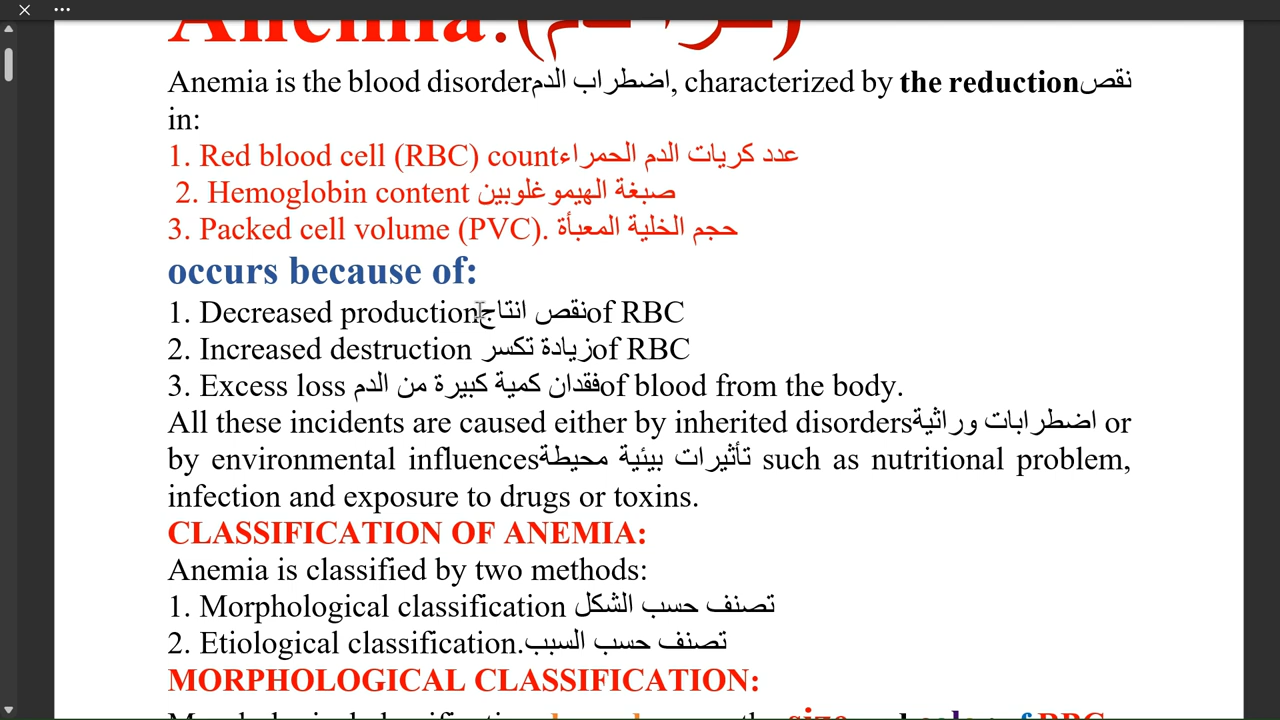 Anemia.(فقر الدم)
Anemia is the blood disorderاضطراب الدم, characterized by the reductionنقص
in:
1. Red blood cell (RBC) countعدد كريات الدم الحمراء
2. Hemoglobin content صبغة الهيموغلوبين
3. Packed cell volume (PVC). حجم الخلية المعبأة
occurs because of:
1. Decreased productionنقص انتاجof RBC
2. Increased destruction زيادة تكسرof RBC
3. Excess loss فقدان كمية كبيرة من الدمof blood from the body.
All these incidents are caused either by inherited disordersاضطرابات وراثية or
by environmental influencesتأثيرات بيئية محيطة such as nutritional problem,
infection and exposure to drugs or toxins.
CLASSIFICATION OF ANEMIA:
Anemia is classified by two methods:
1. Morphological classification تصنف حسب الشكل
2. Etiological classification.تصنف حسب السبب
MORPHOLOGICAL CLASSIFICATION: